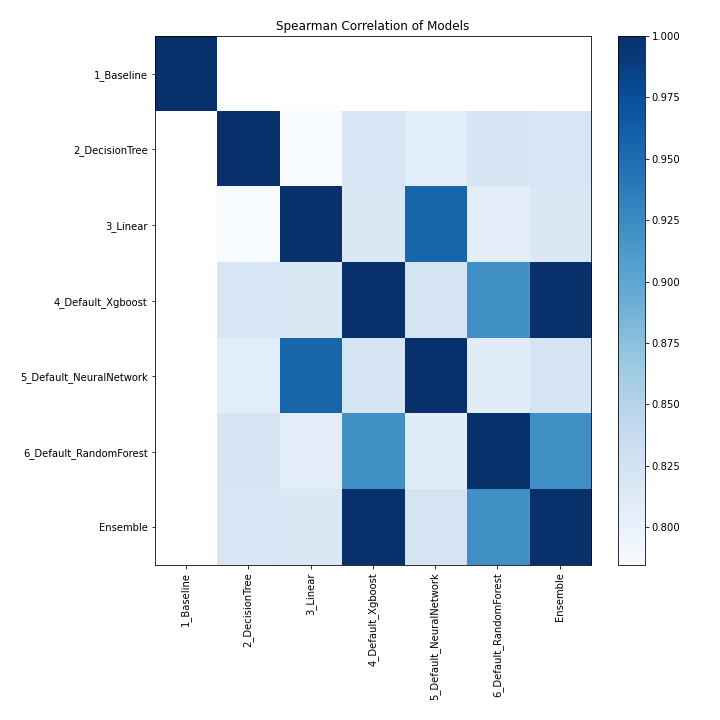 Spearman Correlation of Models
1_Baseline
2_DecisionTree
3_Linear
4_Default_Xgboost
5_Default_NeuralNetwork
6_Default_RandomForest
Ensemble
1_Baseline
2_DecisionTree
3_Linear
4_Default_Xgboost
5_Default_NeuralNetwork
6_Default_RandomForest
Ensemble
1.000
0.975
0.950
0.925
0.900
0.875
0.850
0.825
0.800